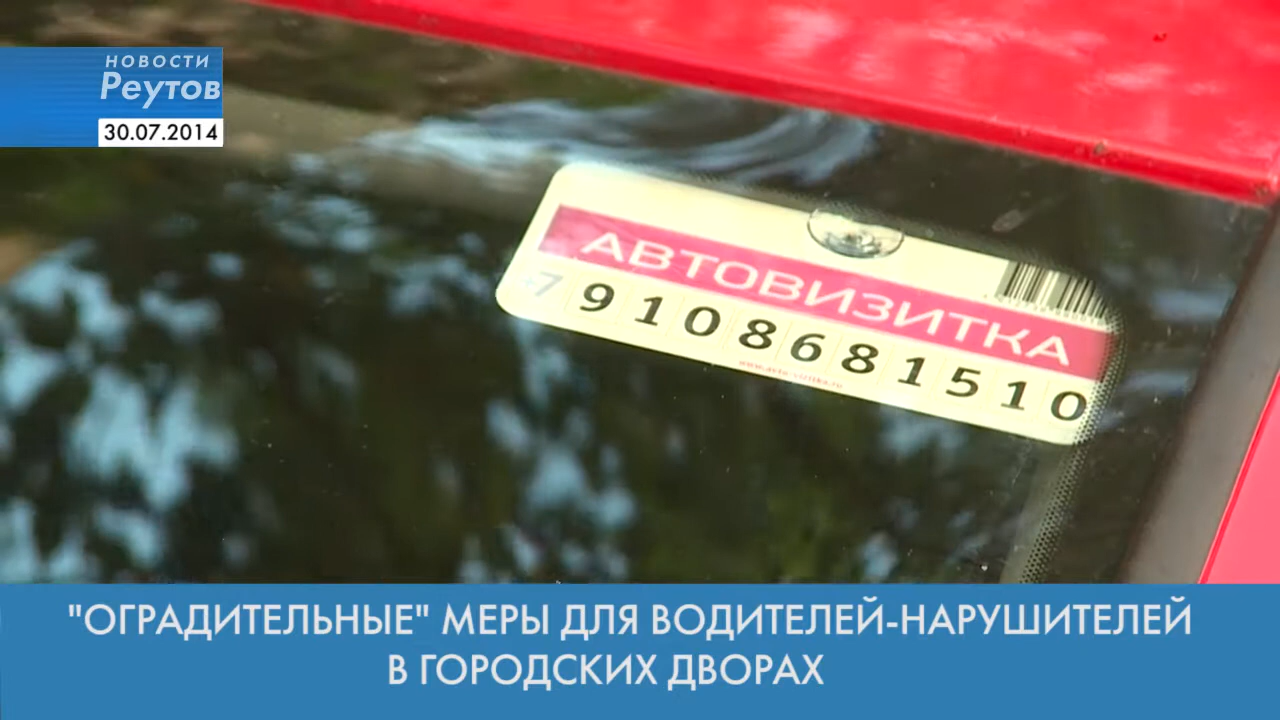 НОВОСТИ
Реутов
30.07.2014
АВТОВИЗИТКА
+7 9108681510
"ОГРАДИТЕЛЬНЫЕ" МЕРЫ ДЛЯ ВОДИТЕЛЕЙ-НАРУШИТЕЛЕЙ
В ГОРОДСКИХ ДВОРАХ